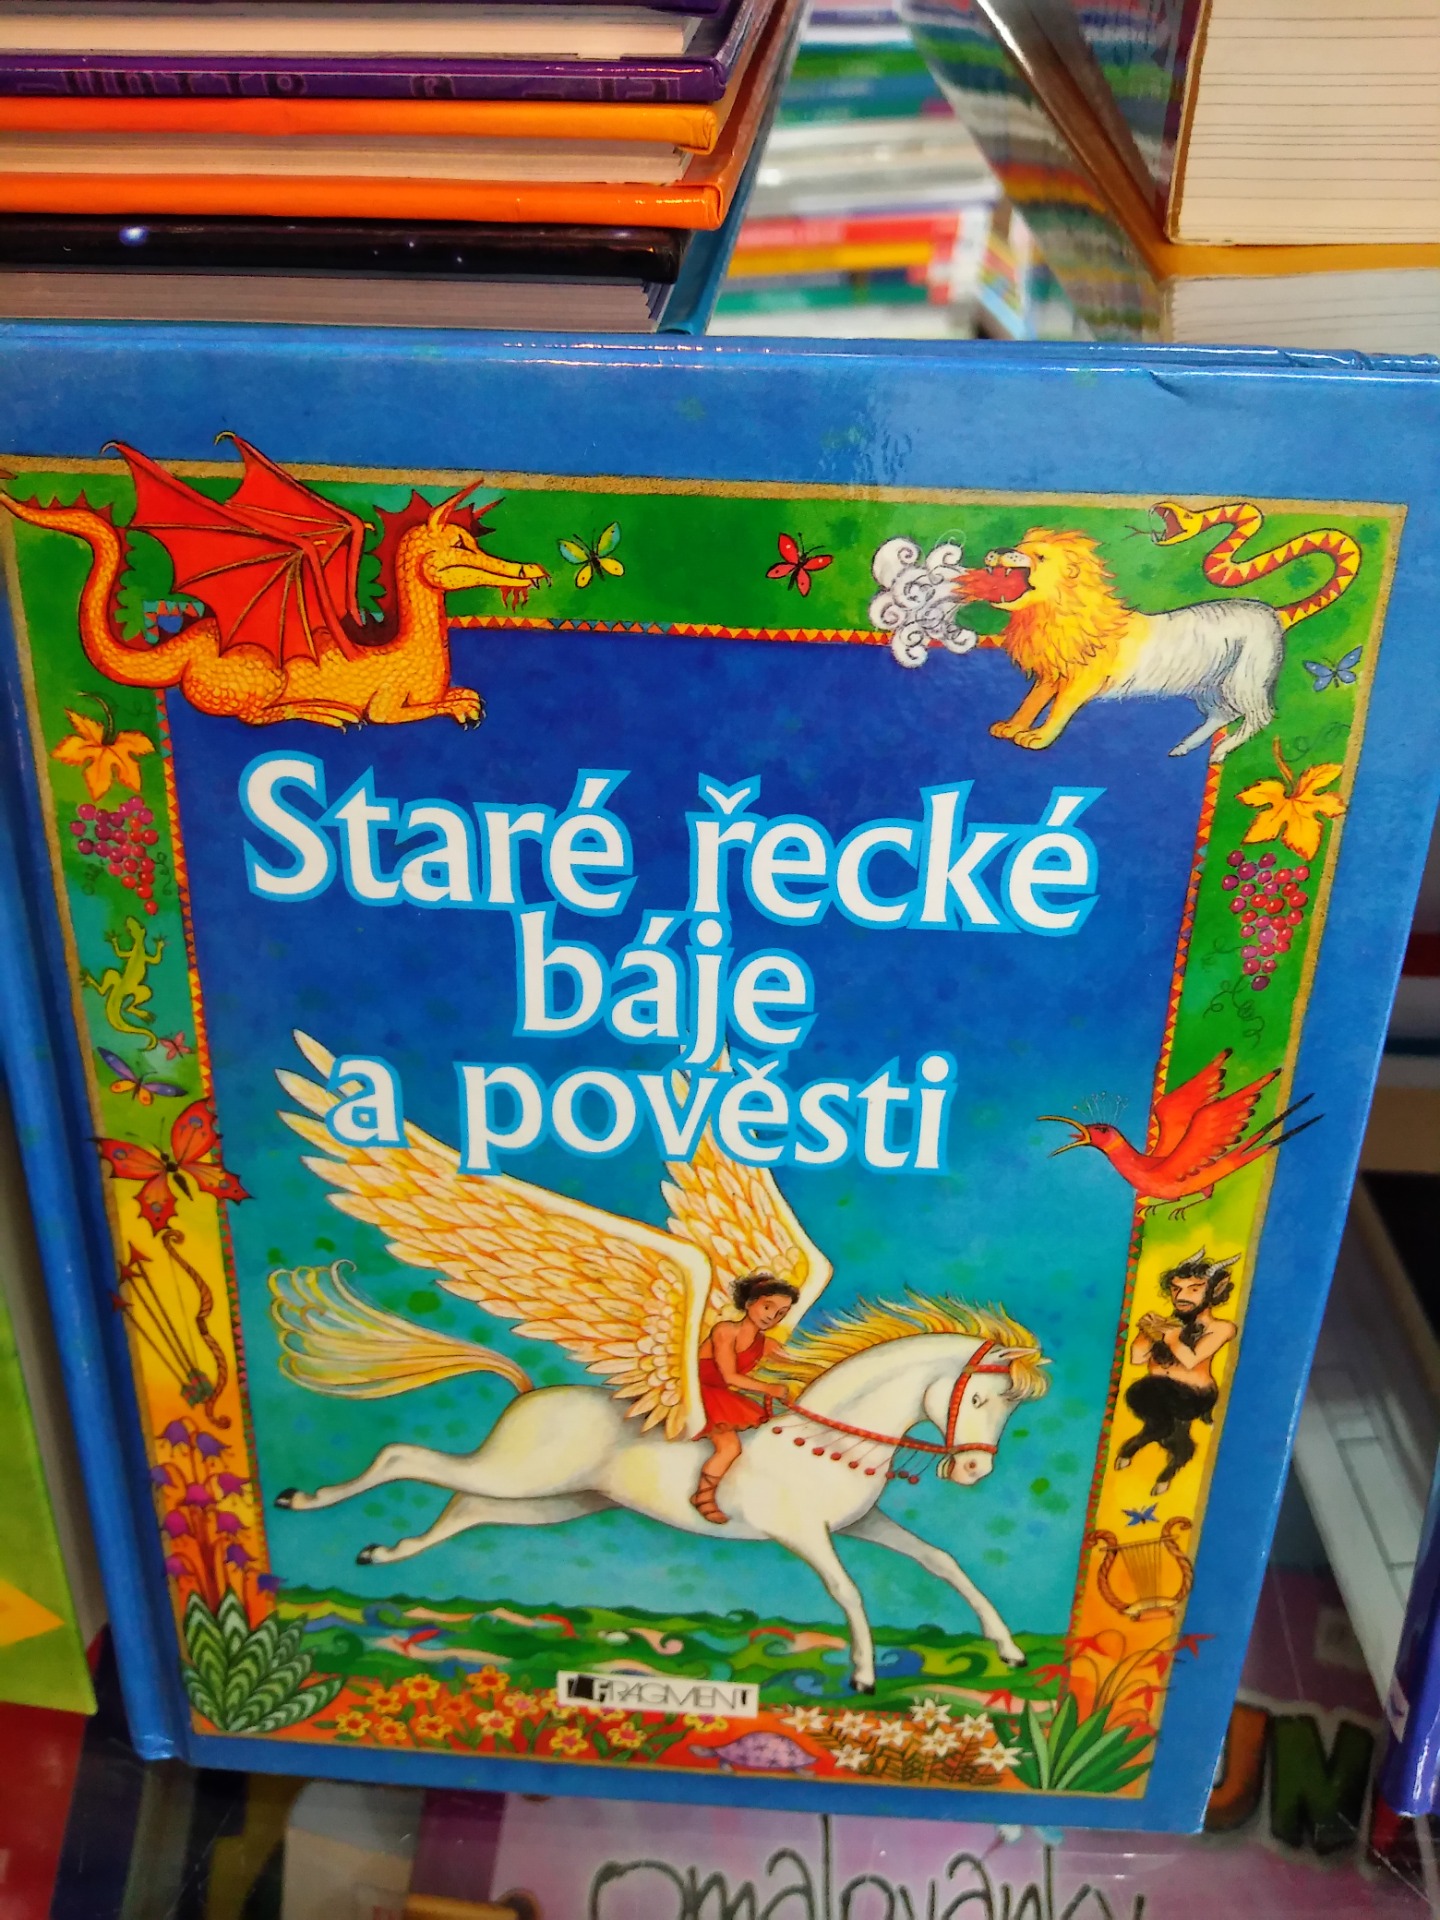 Staré řecké
báje
a pověsti
FRAGMENT
omalovánky